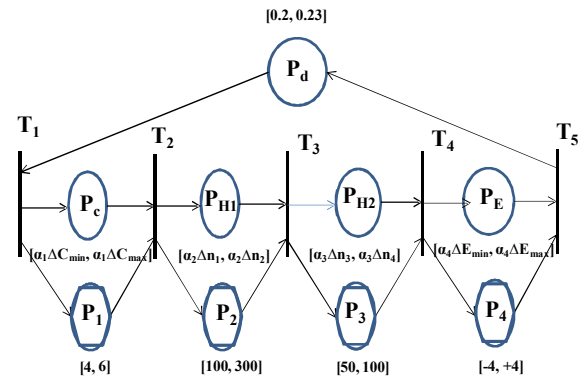 [0.2, 0.23]
P_d
T_1
T_2
T_3
T_4
T_5
P_c
P_H1
P_H2
P_E
[α_1ΔC_min, α_1ΔC_max]
[α_2Δn_1, α_2Δn_2]
[α_3Δn_3, α_3Δn_4]
[α_4ΔE_min, α_4ΔE_max]
P_1
P_2
P_3
P_4
[4, 6]
[100, 300]
[50, 100]
[-4, +4]